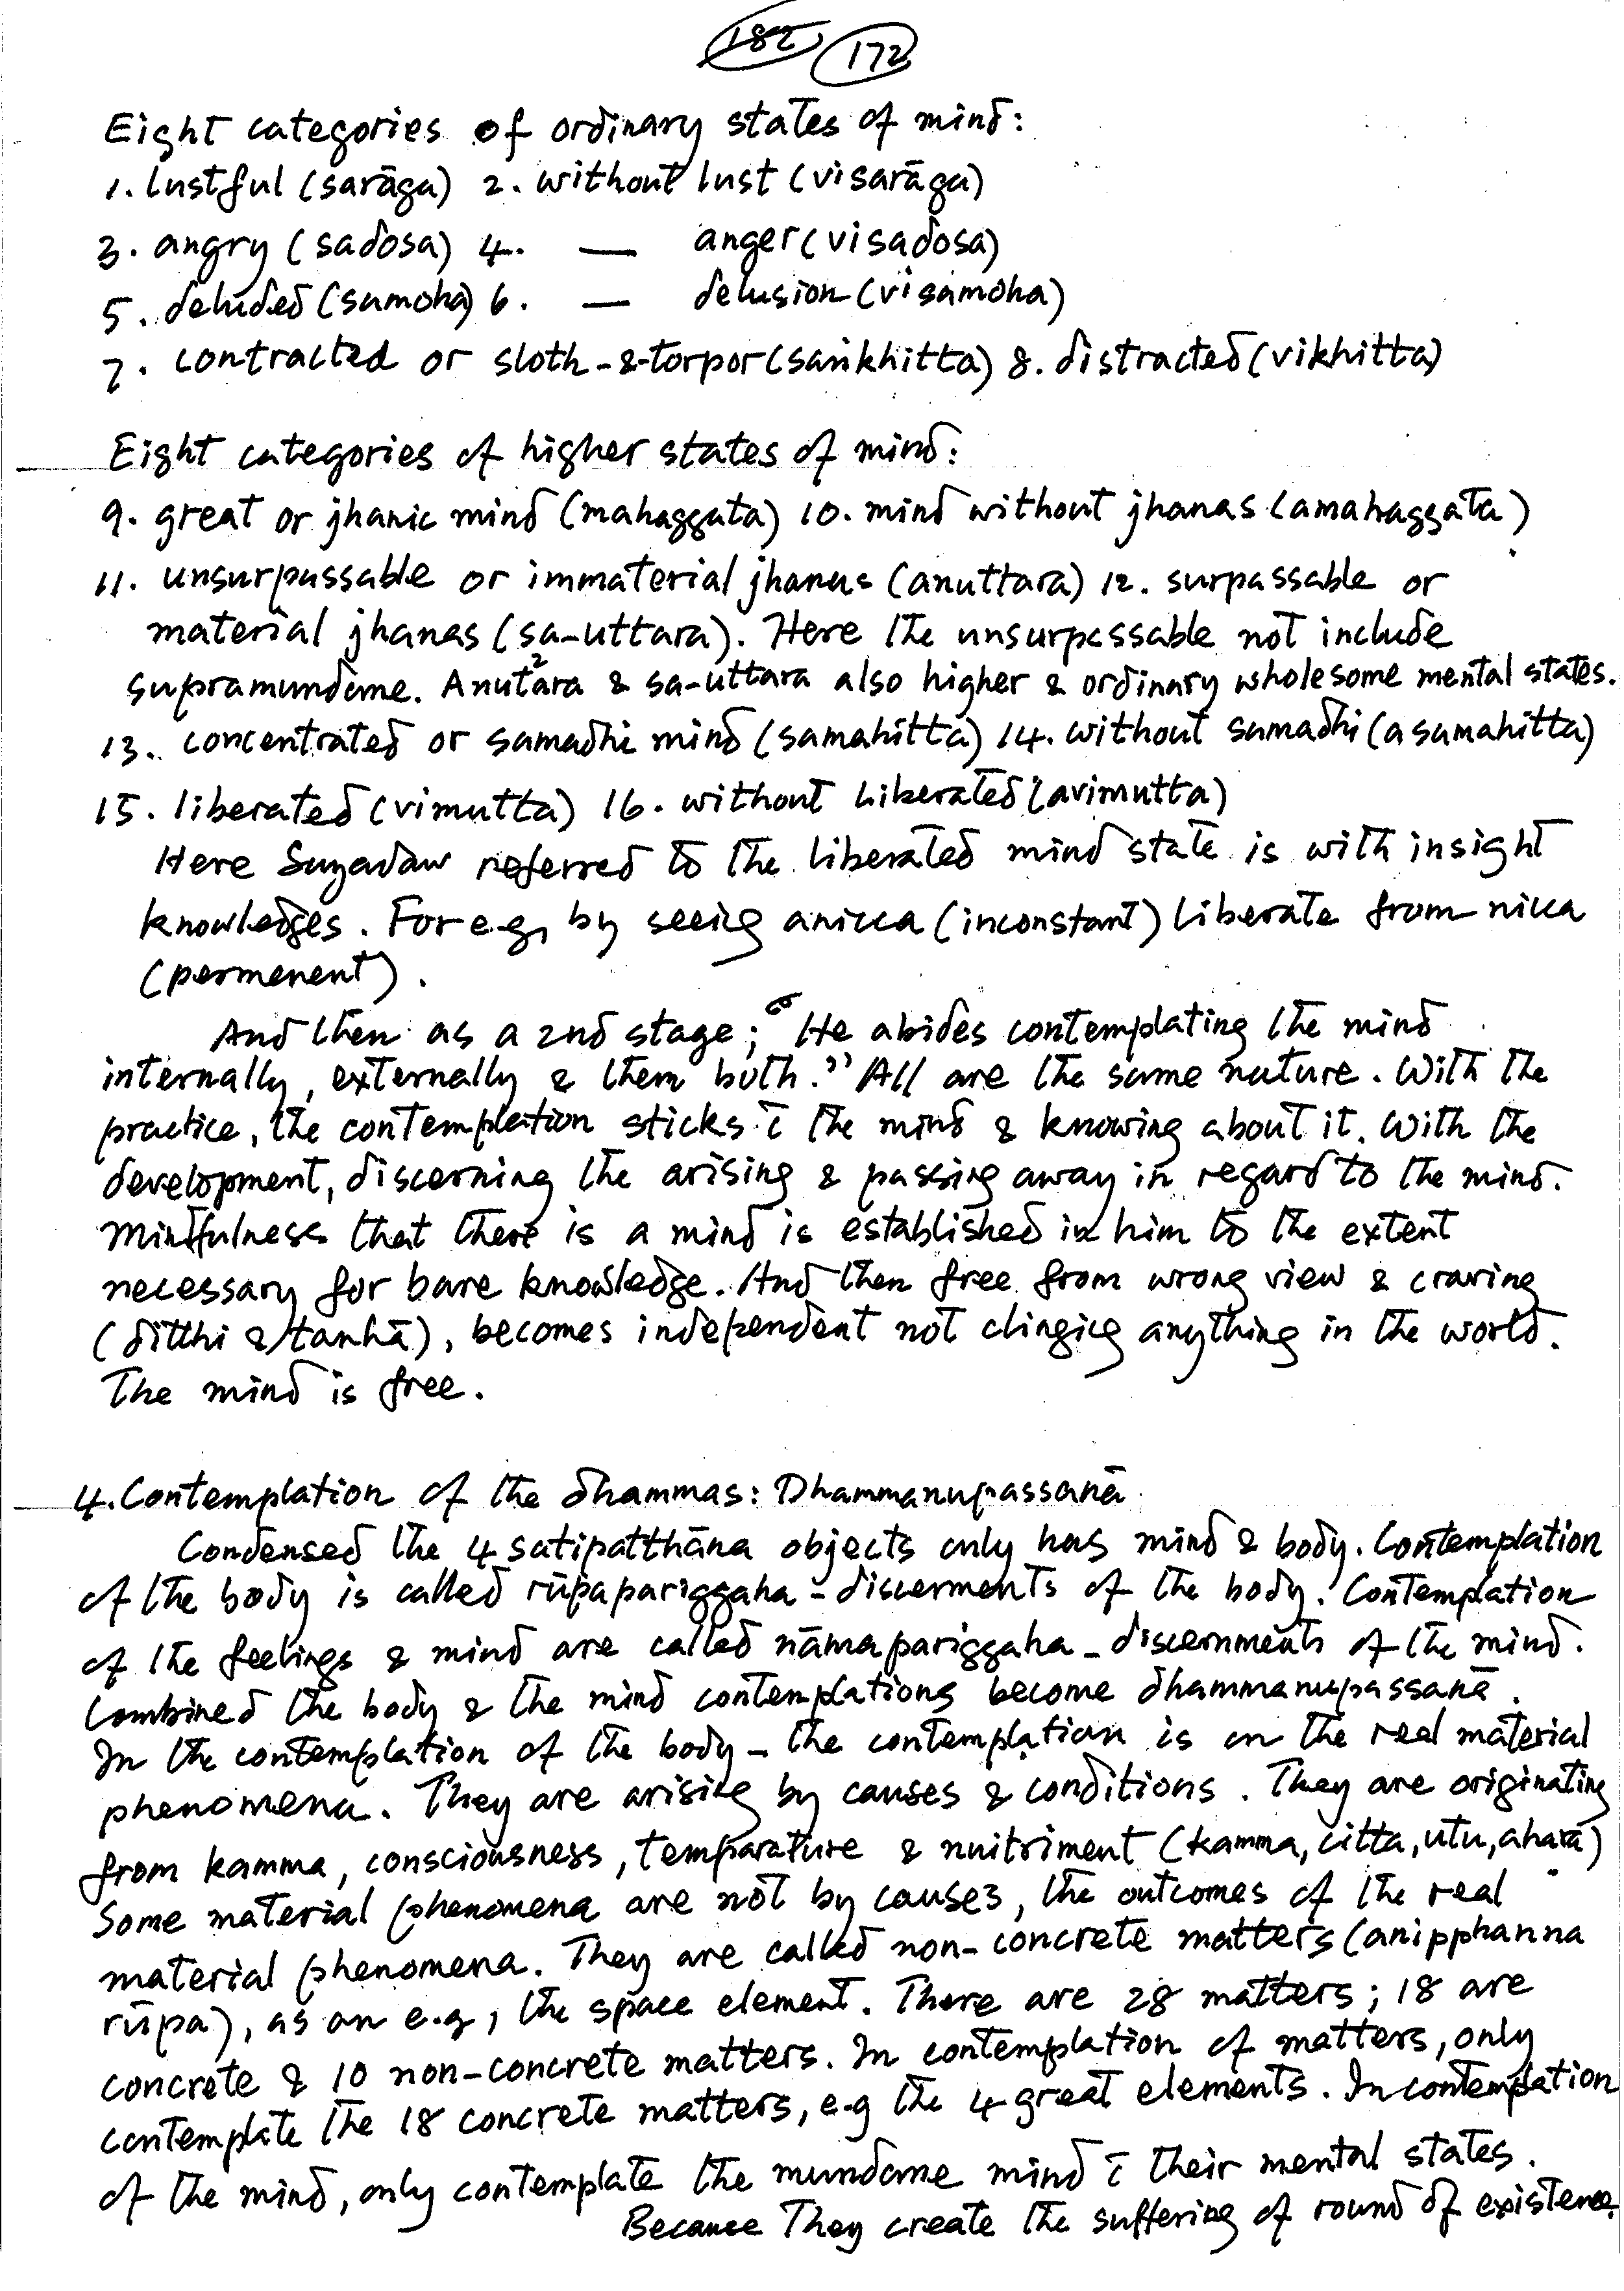 182 172
Eight categories of ordinary states of mind:
1. lustful (sarāga) 2. without lust (visarāga)
3. angry (sadosa) 4. — anger (visadosa)
5. deluded (samoha) 6. — delusion (visamoha)
7. contracted or sloth-&-torpor (saṅkhitta) 8. distracted (vikhitta)
Eight categories of higher states of mind:
9. great or jhanic mind (mahaggata) 10. mind without jhanas (amahaggata)
11. unsurpassable or immaterial jhanas (anuttara) 12. surpassable or
material jhanas (sa-uttara). Here the unsurpassable not include
supramundane. Anutara & sa-uttara also higher & ordinary wholesome mental states.
13. concentrated or samadhi mind (samahitta) 14. without samadhi (asamahitta)
15. liberated (vimutta) 16. without liberated (avimutta)
Here Sayadaw referred to the liberated mind state is with insight
knowledges. For e.g, by seeing anicca (inconstant) liberate from nicca
(permenent).
And then as a 2nd stage; "He abides contemplating the mind
internally, externally & them both." All are the same nature. With the
practice, the contemplation sticks c̄ the mind & knowing about it. With the
development, discerning the arising & passing away in regard to the mind.
Mindfulness that there is a mind is established in him to the extent
necessary for bare knowledge. And then free from wrong view & craving
(ditthi & tanhā), becomes independent not clinging anything in the world.
The mind is free.
4. Contemplation of the dhammas: Dhammanupassanā
Condensed the 4 satipatthāna objects only has mind & body. Contemplation
of the body is called rūpapariggaha - discerments of the body. Contemplation
of the feelings & mind are called nāmapariggaha - discernments of the mind.
Combined the body & the mind contemplations become dhammanupassanā.
In the contemplation of the body - the contemplation is on the real material
phenomena. They are arising by causes & conditions. They are originating
from kamma, consciousness, temparature & nuitriment (kamma, citta, utu, ahara)
Some material phenomena are not by causes, the outcomes of the real
material phenomena. They are called non-concrete matters (anipphanna
rūpa), as an e.g, the space element. There are 28 matters; 18 are
concrete & 10 non-concrete matters. In contemplation of matters, only
contemplate the 18 concrete matters, e.g the 4 great elements. In contemplation
of the mind, only contemplate the mundane mind c̄ their mental states.
Because They create the suffering of round of existence.